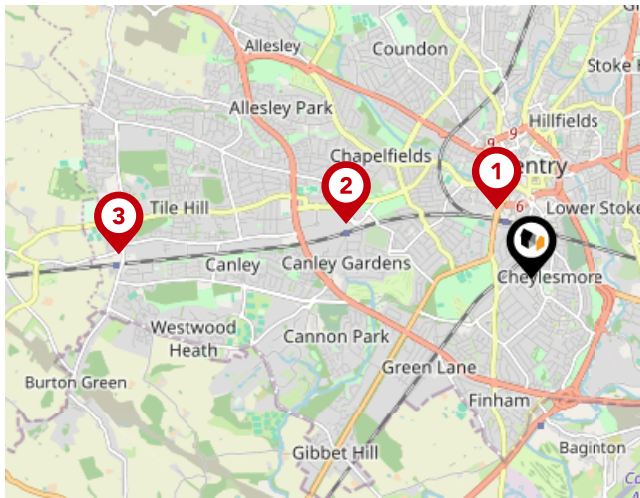 Allesley
Coundon
Stoke H
Allesley Park
9
9
Hillfields
Chapelfields
entry
1
2
3
Tile Hill
6
Lower Stoke
Canley
Canley Gardens
Cheylesmore
Westwood
Heath
Cannon Park
Green Lane
Burton Green
Finham
Gibbet Hill
Baginton